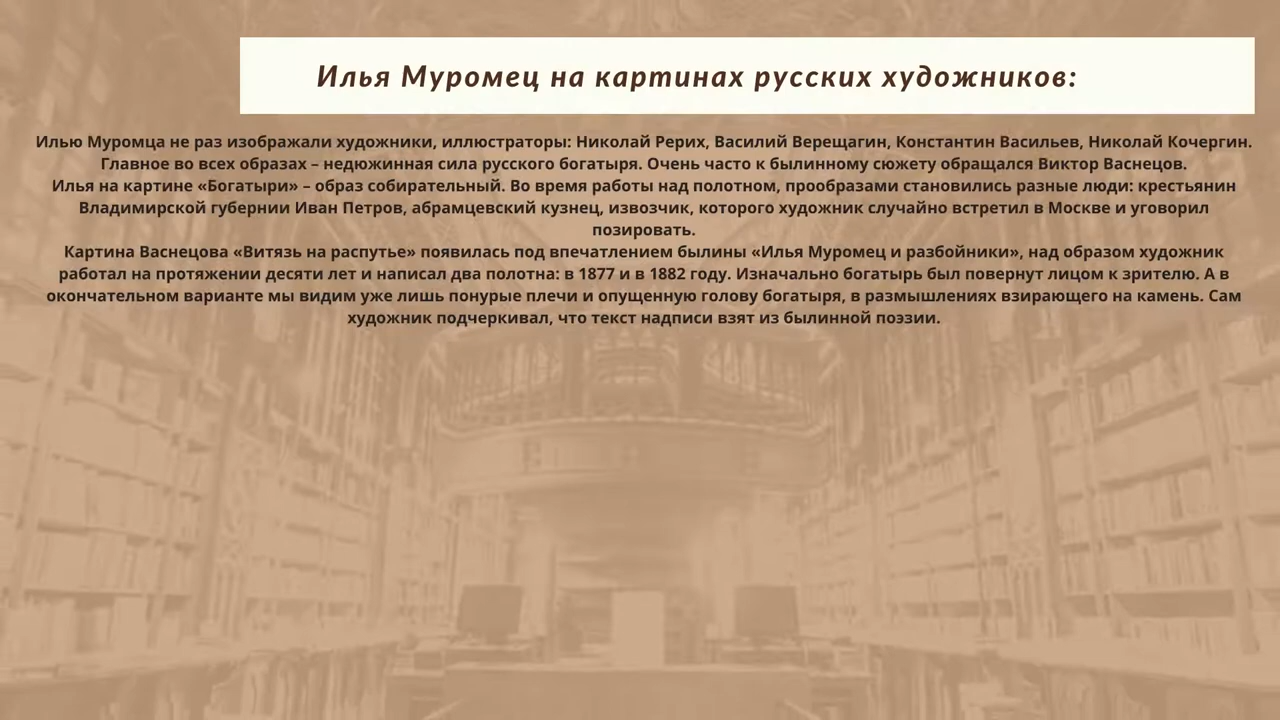 Илья Муромец на картинах русских художников:
Илью Муромца не раз изображали художники, иллюстраторы: Николай Рерих, Василий Верещагин, Константин Васильев, Николай Кочергин.
Главное во всех образах – недюжинная сила русского богатыря. Очень часто к былинному сюжету обращался Виктор Васнецов.
Илья на картине «Богатыри» – образ собирательный. Во время работы над полотном, прообразами становились разные люди: крестьянин
Владимирской губернии Иван Петров, абрамцевский кузнец, извозчик, которого художник случайно встретил в Москве и уговорил
позировать.
Картина Васнецова «Витязь на распутье» появилась под впечатлением былины «Илья Муромец и разбойники», над образом художник
работал на протяжении десяти лет и написал два полотна: в 1877 и в 1882 году. Изначально богатырь был повернут лицом к зрителю. А в
окончательном варианте мы видим уже лишь понурые плечи и опущенную голову богатыря, в размышлениях взирающего на камень. Сам
художник подчеркивал, что текст надписи взят из былинной поэзии.